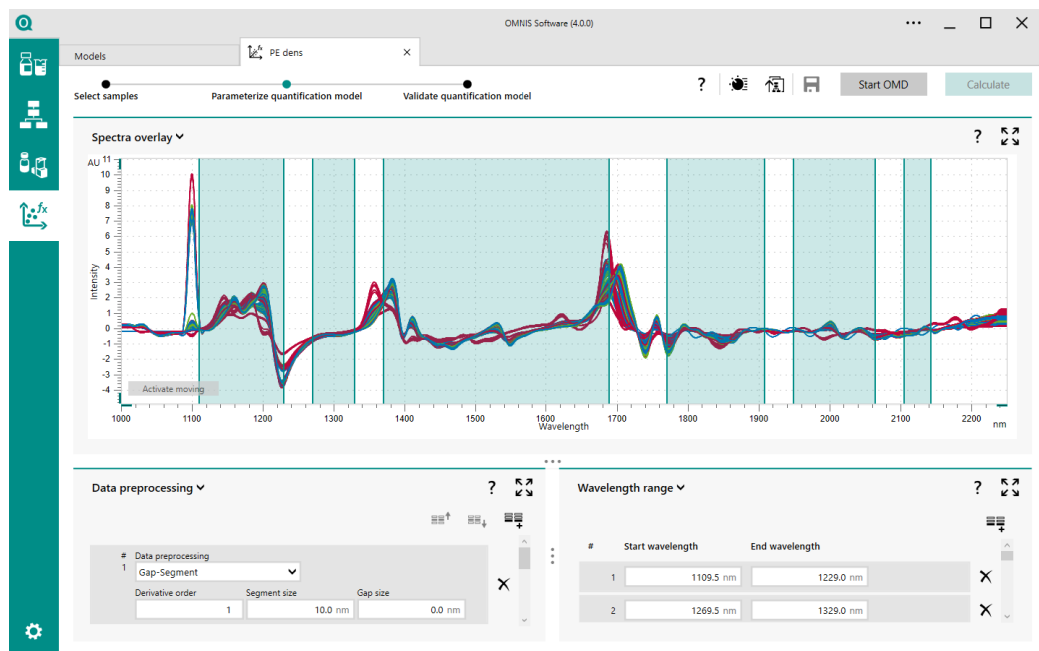 OMNIS Software (4.0.0)
Models
PE dens
Select samples
Parameterize quantification model
Validate quantification model
?
Start OMD
Calculate
Spectra overlay
?
AU
11
10
9
8
7
6
5
4
3
2
1
0
-1
-2
-3
-4
Intensity
Activate moving
1000 1100 1200 1300 1400 1500 1600 1700 1800 1900 2000 2100 2200
Wavelength
nm
Data preprocessing
?
# Data preprocessing
1 Gap-Segment
Derivative order Segment size Gap size
1 10.0 nm 0.0 nm
Wavelength range
?
# Start wavelength End wavelength
1 1109.5 nm 1229.0 nm
2 1269.5 nm 1329.0 nm